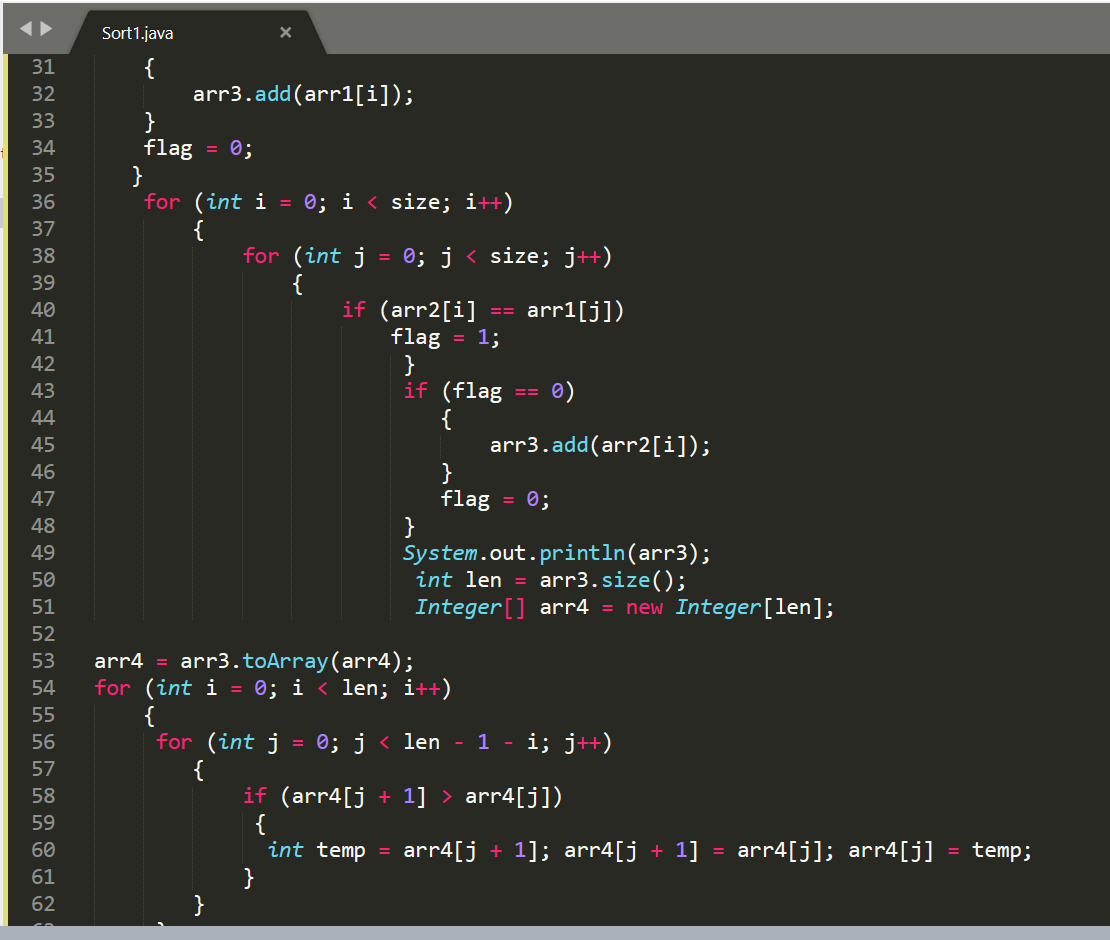 Sort1.java ×
31 {
32 arr3.add(arr1[i]);
33 }
34 flag = 0;
35 }
36 for (int i = 0; i < size; i++)
37 {
38 for (int j = 0; j < size; j++)
39 {
40 if (arr2[i] == arr1[j])
41 flag = 1;
42 }
43 if (flag == 0)
44 {
45 arr3.add(arr2[i]);
46 }
47 flag = 0;
48 }
49 System.out.println(arr3);
50 int len = arr3.size();
51 Integer[] arr4 = new Integer[len];
52
53 arr4 = arr3.toArray(arr4);
54 for (int i = 0; i < len; i++)
55 {
56 for (int j = 0; j < len - 1 - i; j++)
57 {
58 if (arr4[j + 1] > arr4[j])
59 {
60 int temp = arr4[j + 1]; arr4[j + 1] = arr4[j]; arr4[j] = temp;
61 }
62 }